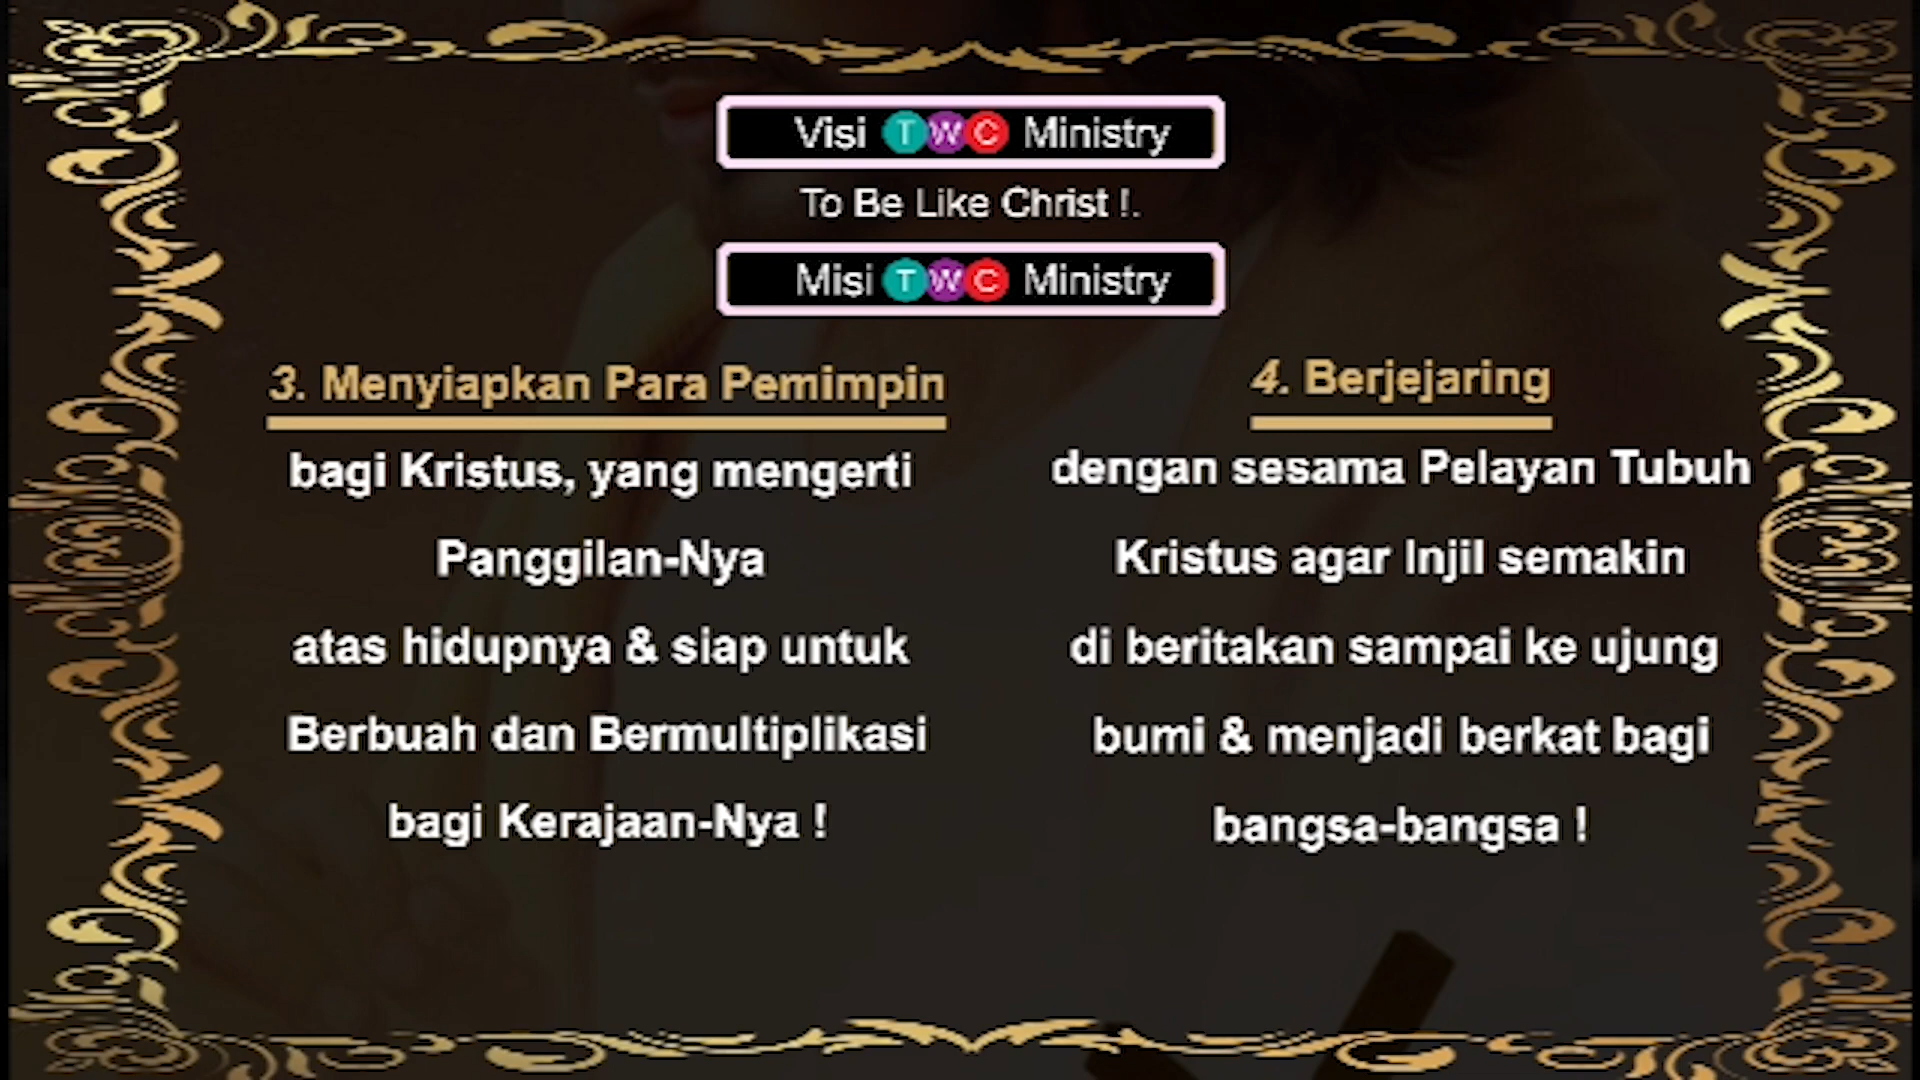 Visi TWC Ministry
To Be Like Christ !.
Misi TWC Ministry
3. Menyiapkan Para Pemimpin
bagi Kristus, yang mengerti
Panggilan-Nya
atas hidupnya & siap untuk
Berbuah dan Bermultiplikasi
bagi Kerajaan-Nya !
4. Berjejaring
dengan sesama Pelayan Tubuh
Kristus agar Injil semakin
di beritakan sampai ke ujung
bumi & menjadi berkat bagi
bangsa-bangsa !